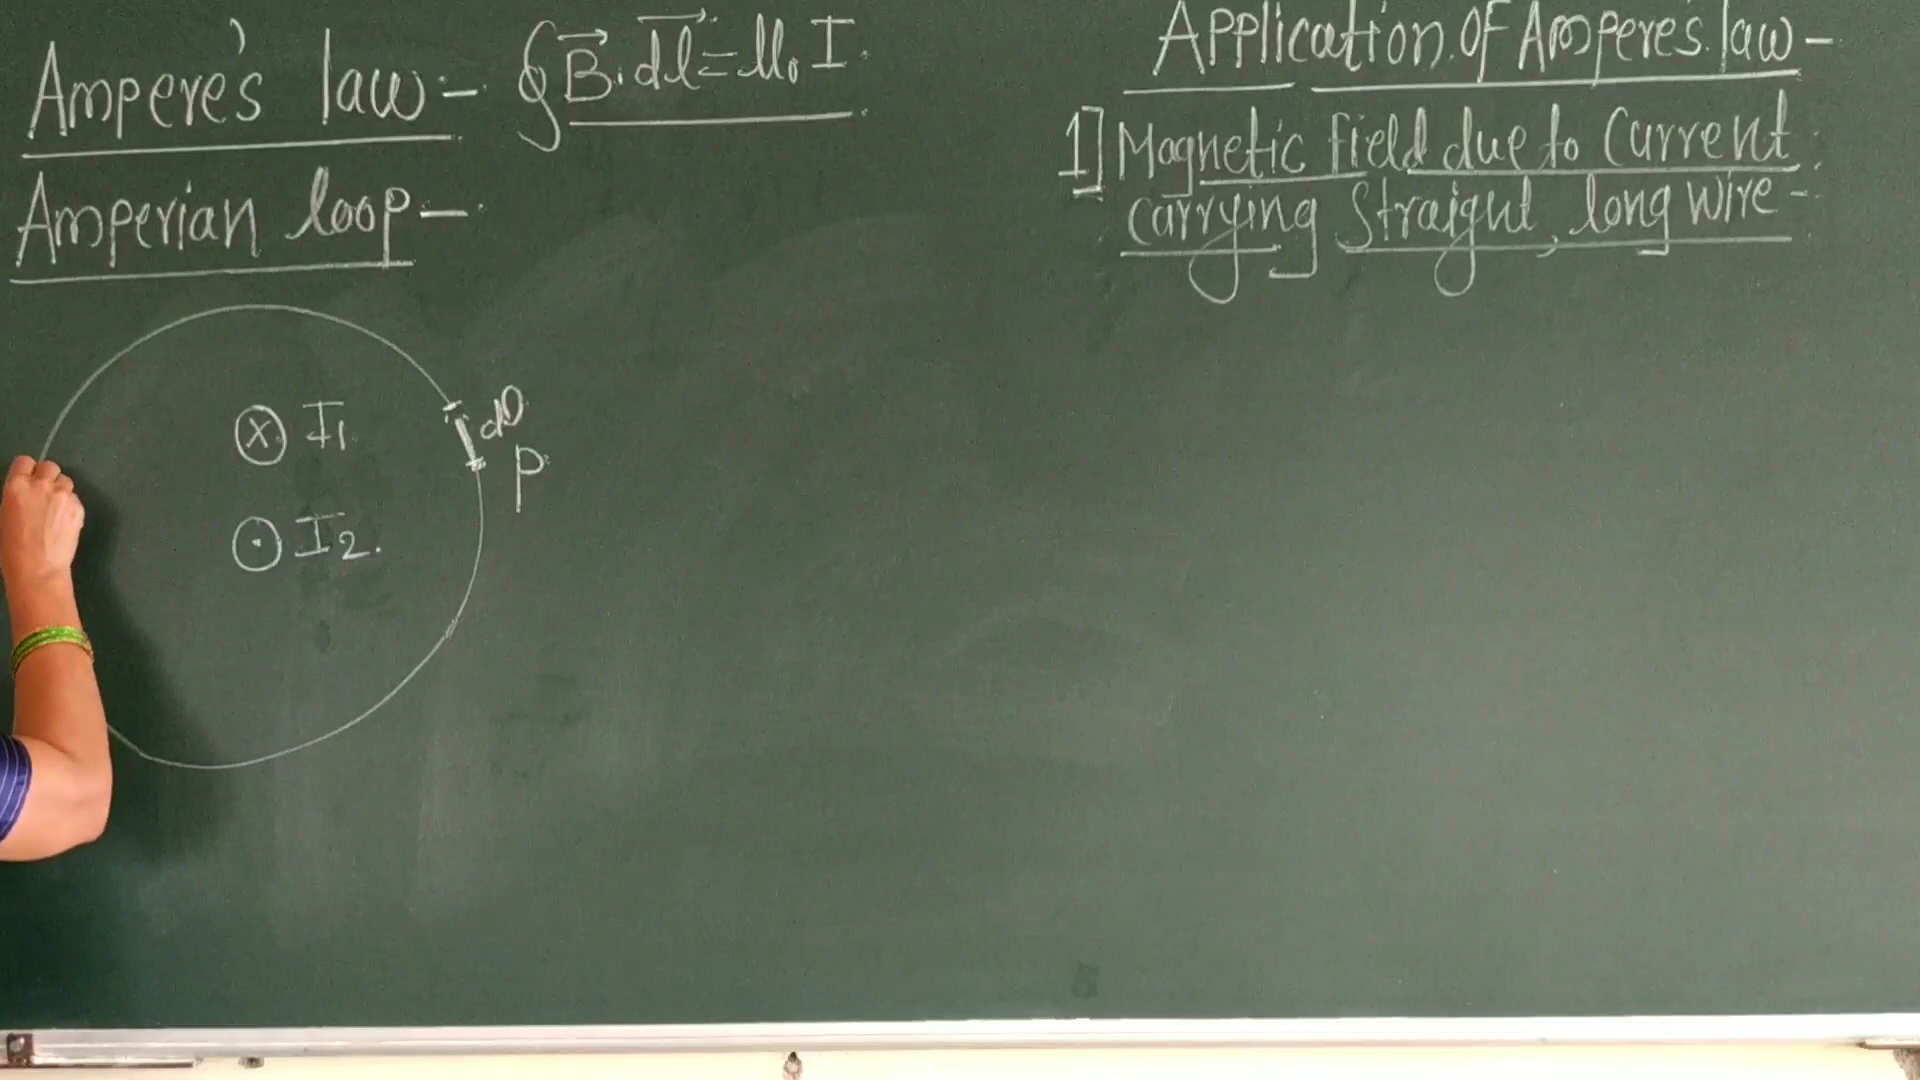 Ampere's law:- ∮B⃗.dl⃗=μ₀I
Amperian loop-
⊗ I₁
dl
P
⊙ I₂.
Application of Ampere's law-
1] Magnetic field due to current
carrying straight, long wire-